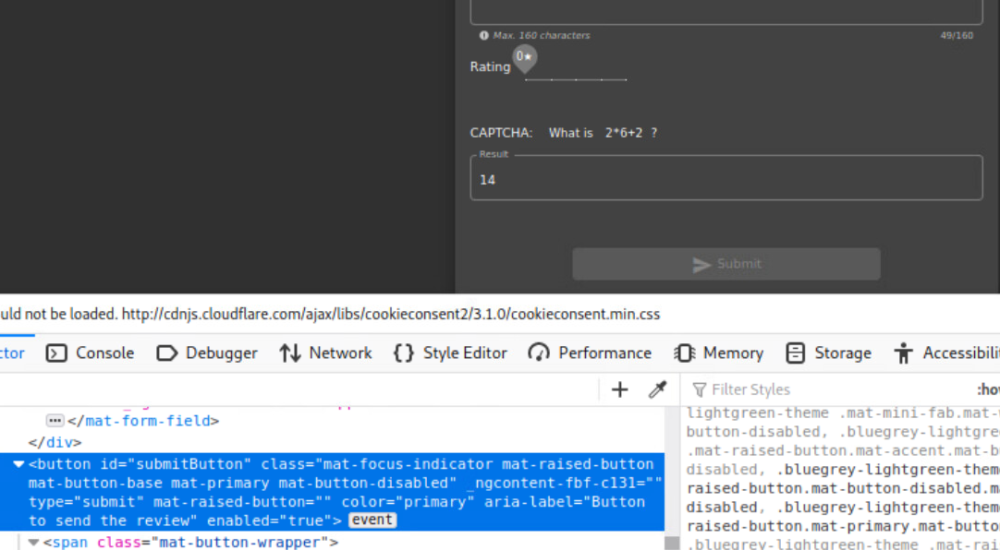 Max. 160 characters 49/160
0★
Rating
CAPTCHA: What is 2*6+2 ?
Result
14
Submit
uld not be loaded. http://cdnjs.cloudflare.com/ajax/libs/cookieconsent2/3.1.0/cookieconsent.min.css
ctor Console Debugger Network Style Editor Performance Memory Storage Accessibili
Filter Styles :hov
</mat-form-field>
</div>
<button id="submitButton" class="mat-focus-indicator mat-raised-button
mat-button-base mat-primary mat-button-disabled" _ngcontent-fbf-c131=""
type="submit" mat-raised-button="" color="primary" aria-label="Button
to send the review" enabled="true"> event
<span class="mat-button-wrapper">
lightgreen-theme .mat-mini-fab.mat-
button-disabled, .bluegrey-lightgre
.mat-raised-button.mat-accent.mat-b
disabled, .bluegrey-lightgreen-them
raised-button.mat-button-disabled.m
disabled, .bluegrey-lightgreen-them
raised-button.mat-primary.mat-butto
.bluegrey-lightgreen-theme .mat-rai